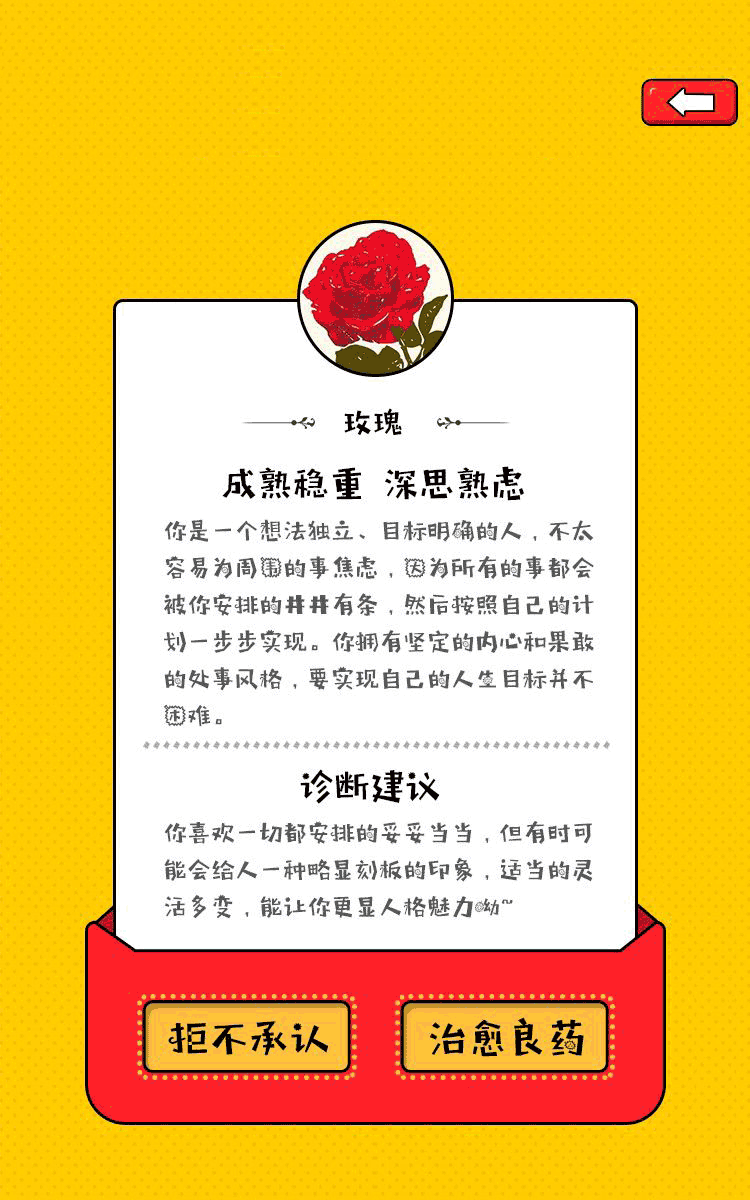 玫瑰
成熟稳重 深思熟虑
你是一个想法独立、目标明确的人，不太
容易为周围的事焦虑，因为所有的事都会
被你安排的井井有条，然后按照自己的计
划一步步实现。你拥有坚定的内心和果敢
的处事风格，要实现自己的人生目标并不
困难。
诊断建议
你喜欢一切都安排的妥妥当当，但有时可
能会给人一种略显刻板的印象，适当的灵
活多变，能让你更显人格魅力呦~
拒不承认
治愈良药